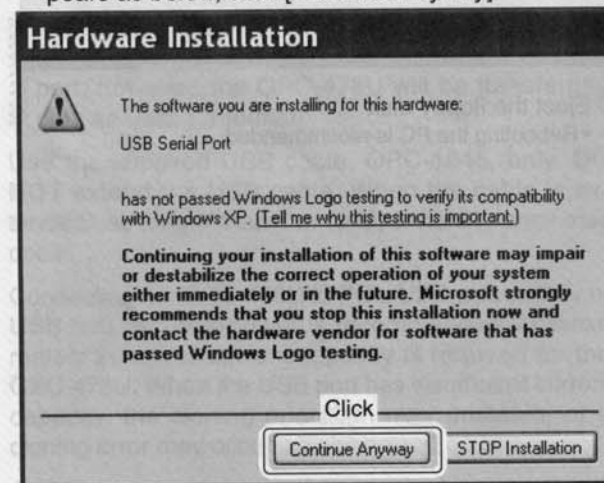 Hardware Installation
The software you are installing for this hardware:
USB Serial Port
has not passed Windows Logo testing to verify its compatibility
with Windows XP. (Tell me why this testing is important.)
Continuing your installation of this software may impair
or destabilize the correct operation of your system
either immediately or in the future. Microsoft strongly
recommends that you stop this installation now and
contact the hardware vendor for software that has
passed Windows Logo testing.
Click
Continue Anyway STOP Installation